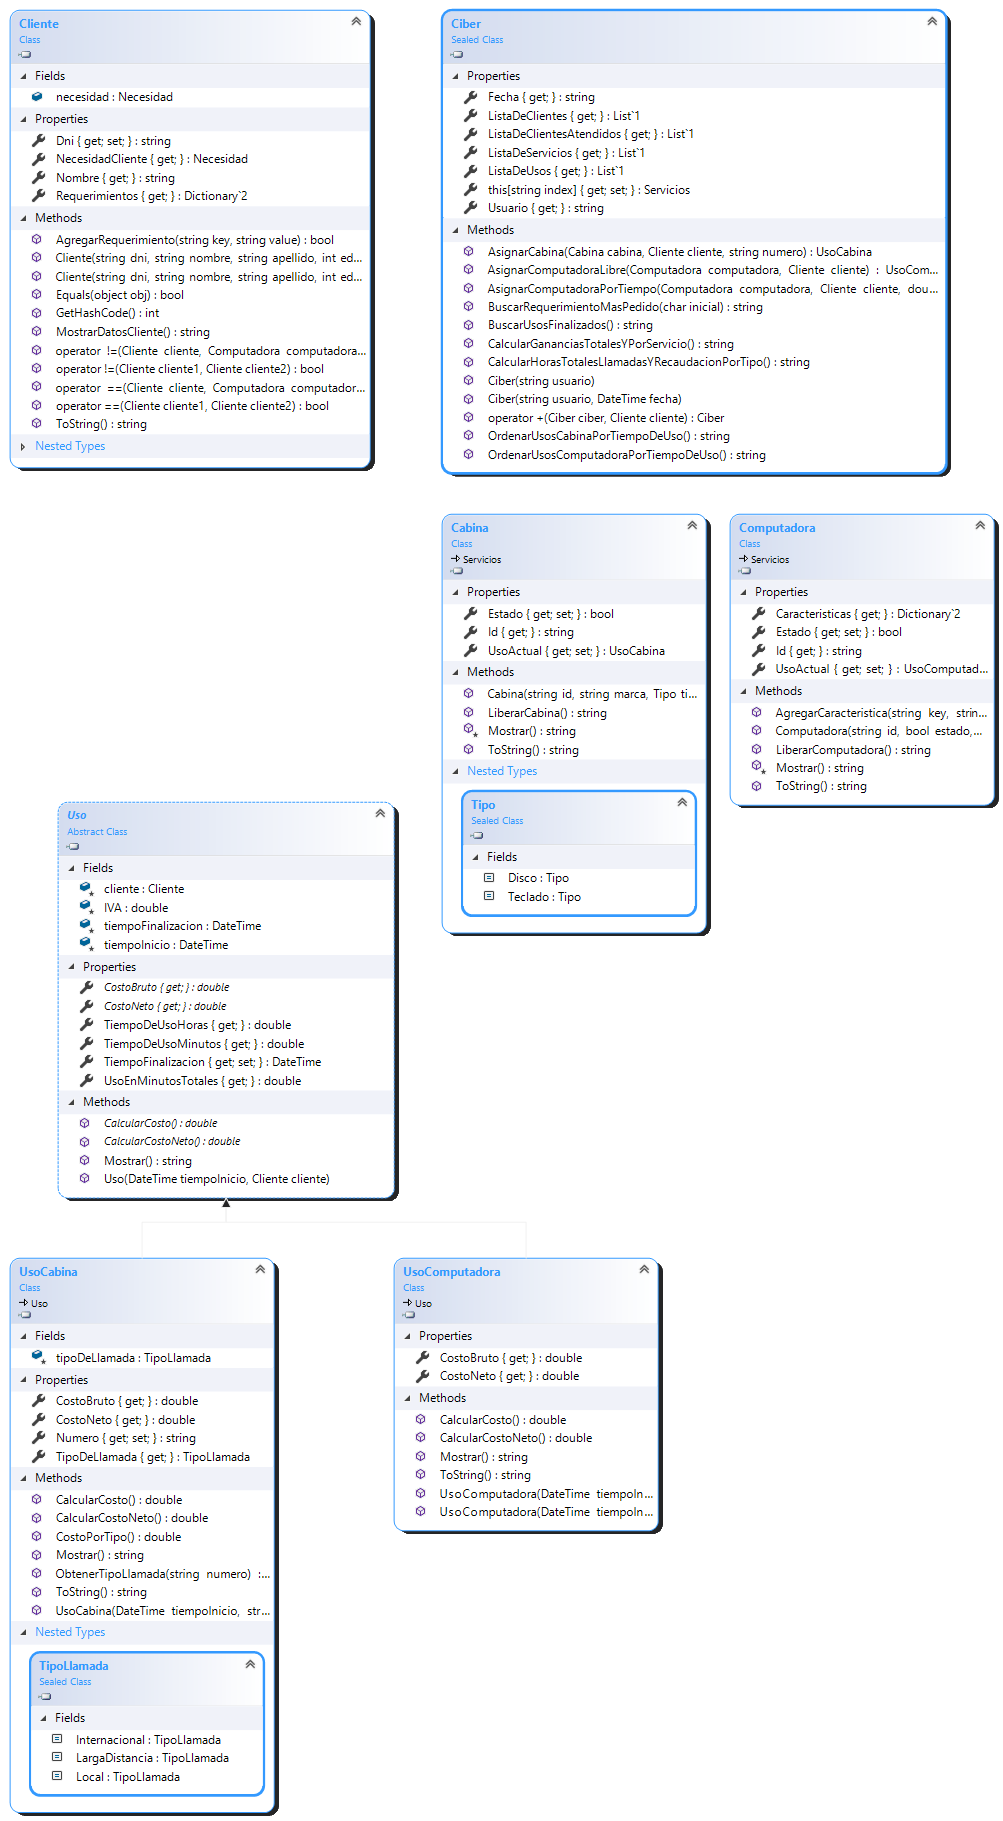 Cliente
Class
Fields
necesidad : Necesidad
Properties
Dni { get; set; } : string
NecesidadCliente { get; } : Necesidad
Nombre { get; } : string
Requerimientos { get; } : Dictionary`2
Methods
AgregarRequerimiento(string key, string value) : bool
Cliente(string dni, string nombre, string apellido, int ed...
Cliente(string dni, string nombre, string apellido, int ed...
Equals(object obj) : bool
GetHashCode() : int
MostrarDatosCliente() : string
operator !=(Cliente cliente, Computadora computadora...
operator !=(Cliente cliente1, Cliente cliente2) : bool
operator ==(Cliente cliente, Computadora computador...
operator ==(Cliente cliente1, Cliente cliente2) : bool
ToString() : string
Nested Types
Ciber
Sealed Class
Properties
Fecha { get; } : string
ListaDeClientes { get; } : List`1
ListaDeClientesAtendidos { get; } : List`1
ListaDeServicios { get; } : List`1
ListaDeUsos { get; } : List`1
this[string index] { get; set; } : Servicios
Usuario { get; } : string
Methods
AsignarCabina(Cabina cabina, Cliente cliente, string numero) : UsoCabina
AsignarComputadoraLibre(Computadora computadora, Cliente cliente) : UsoCom...
AsignarComputadoraPorTiempo(Computadora computadora, Cliente cliente, dou...
BuscarRequerimientoMasPedido(char inicial) : string
BuscarUsosFinalizados() : string
CalcularGananciasTotalesYPorServicio() : string
CalcularHorasTotalesLlamadasYRecaudacionPorTipo() : string
Ciber(string usuario)
Ciber(string usuario, DateTime fecha)
operator +(Ciber ciber, Cliente cliente) : Ciber
OrdenarUsosCabinaPorTiempoDeUso() : string
OrdenarUsosComputadoraPorTiempoDeUso() : string
Cabina
Class
Servicios
Properties
Estado { get; set; } : bool
Id { get; } : string
UsoActual { get; set; } : UsoCabina
Methods
Cabina(string id, string marca, Tipo ti...
LiberarCabina() : string
Mostrar() : string
ToString() : string
Nested Types
Tipo
Sealed Class
Fields
Disco : Tipo
Teclado : Tipo
Computadora
Class
Servicios
Properties
Caracteristicas { get; } : Dictionary`2
Estado { get; set; } : bool
Id { get; } : string
UsoActual { get; set; } : UsoComputad...
Methods
AgregarCaracteristica(string key, strin...
Computadora(string id, bool estado,...
LiberarComputadora() : string
Mostrar() : string
ToString() : string
Uso
Abstract Class
Fields
cliente : Cliente
IVA : double
tiempoFinalizacion : DateTime
tiempoInicio : DateTime
Properties
CostoBruto { get; } : double
CostoNeto { get; } : double
TiempoDeUsoHoras { get; } : double
TiempoDeUsoMinutos { get; } : double
TiempoFinalizacion { get; set; } : DateTime
UsoEnMinutosTotales { get; } : double
Methods
CalcularCosto() : double
CalcularCostoNeto() : double
Mostrar() : string
Uso(DateTime tiempoInicio, Cliente cliente)
UsoCabina
Class
Uso
Fields
tipoDeLlamada : TipoLlamada
Properties
CostoBruto { get; } : double
CostoNeto { get; } : double
Numero { get; set; } : string
TipoDeLlamada { get; } : TipoLlamada
Methods
CalcularCosto() : double
CalcularCostoNeto() : double
CostoPorTipo() : double
Mostrar() : string
ObtenerTipoLlamada(string numero) :...
ToString() : string
UsoCabina(DateTime tiempoInicio, str...
Nested Types
TipoLlamada
Sealed Class
Fields
Internacional : TipoLlamada
LargaDistancia : TipoLlamada
Local : TipoLlamada
UsoComputadora
Class
Uso
Properties
CostoBruto { get; } : double
CostoNeto { get; } : double
Methods
CalcularCosto() : double
CalcularCostoNeto() : double
Mostrar() : string
ToString() : string
UsoComputadora(DateTime tiempoIn...
UsoComputadora(DateTime tiempoIn...